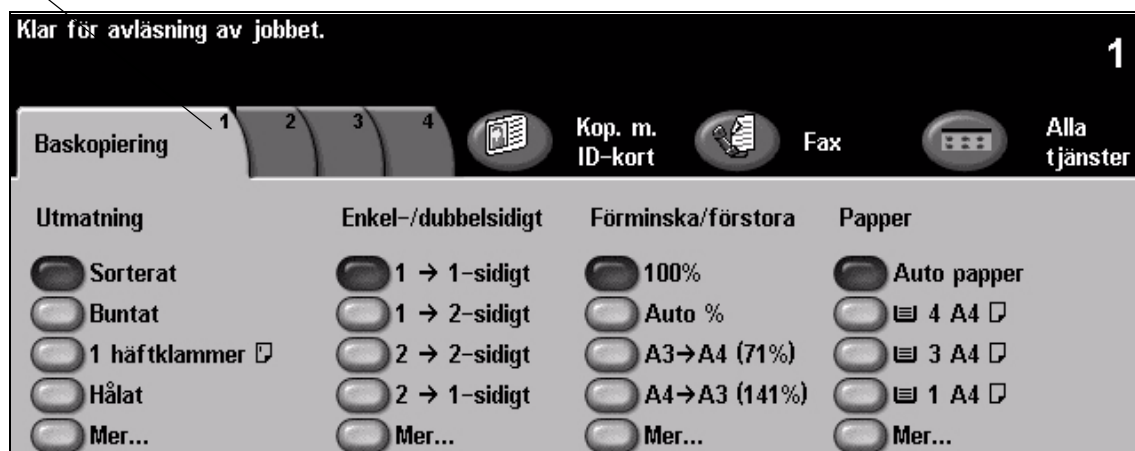 Klar för avläsning av jobbet.
1
Baskopiering
1 2 3 4
Kop. m.
ID-kort
Fax
Alla
tjänster
Utmatning
Sorterat
Buntat
1 häftklammer
Hålat
Mer...
Enkel-/dubbelsidigt
1 → 1-sidigt
1 → 2-sidigt
2 → 2-sidigt
2 → 1-sidigt
Mer...
Förminska/förstora
100%
Auto %
A3→A4 (71%)
A4→A3 (141%)
Mer...
Papper
Auto papper
4 A4
3 A4
1 A4
Mer...